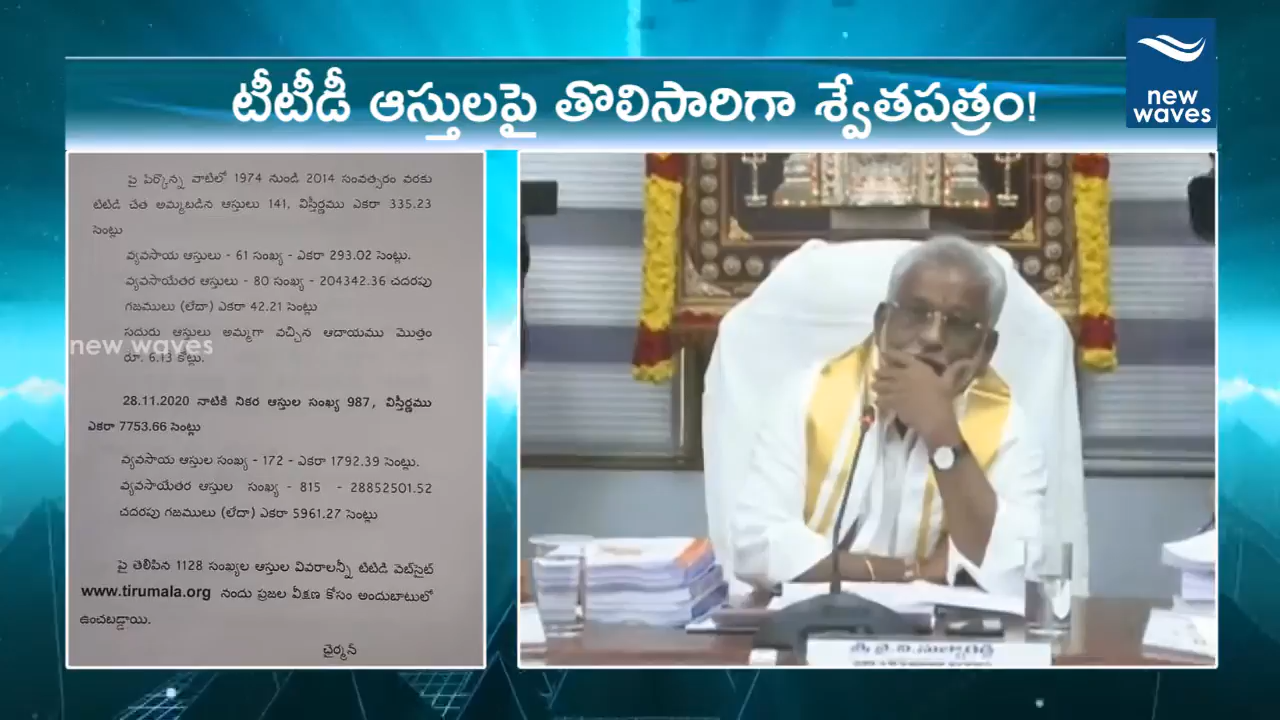 టీటీడీ ఆస్తులపై తొలిసారిగా శ్వేతపత్రం!
new
waves
పై పేర్కొన్న వాటిలో 1974 నుండి 2014 సంవత్సరం వరకు
టిటిడి చేత అమ్మబడిన ఆస్తులు 141, విస్తీర్ణము ఎకరా 335.23
సెంట్లు
వ్యవసాయ ఆస్తులు - 61 సంఖ్య - ఎకరా 293.02 సెంట్లు.
వ్యవసాయేతర ఆస్తులు - 80 సంఖ్య - 204342.36 చదరపు
గజములు (లేదా) ఎకరా 42.21 సెంట్లు
సదురు ఆస్తులు అమ్మగా వచ్చిన ఆదాయము మొత్తం
new waves
రూ. 6.13 కోట్లు.
28.11.2020 నాటికి నికర ఆస్తుల సంఖ్య 987, విస్తీర్ణము
ఎకరా 7753.66 సెంట్లు
వ్యవసాయ ఆస్తుల సంఖ్య - 172 - ఎకరా 1792.39 సెంట్లు.
వ్యవసాయేతర ఆస్తుల సంఖ్య - 815 - 28852501.52
చదరపు గజములు (లేదా) ఎకరా 5961.27 సెంట్లు
పై తెలిపిన 1128 సంఖ్యల ఆస్తుల వివరాలన్నీ టిటిడి వెబ్‌సైట్
www.tirumala.org నందు ప్రజల వీక్షణ కోసం అందుబాటులో
ఉంచబడ్డాయి.
ఛైర్మన్
శ్రీ వై.వి.సుబ్బారెడ్డి